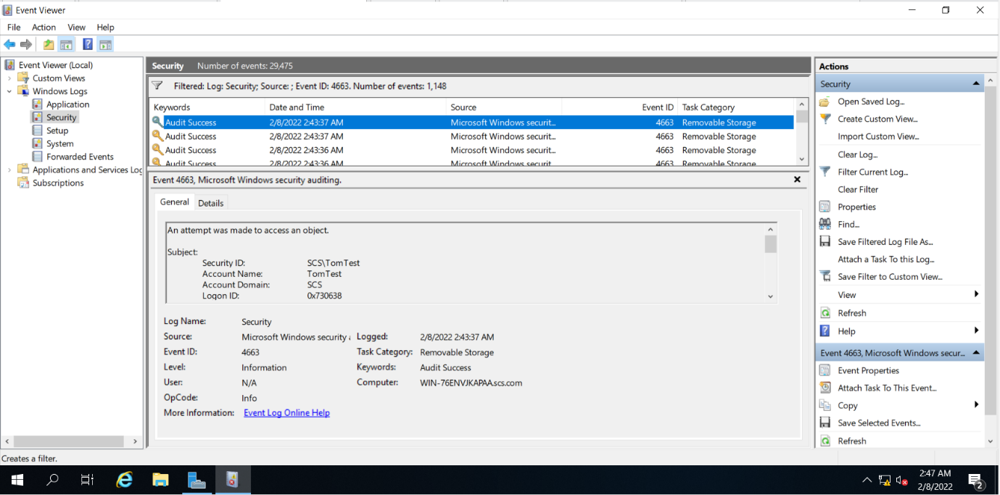 Event Viewer
File Action View Help
Event Viewer (Local)
Custom Views
Windows Logs
Application
Security
Setup
System
Forwarded Events
Applications and Services Log
Subscriptions
Security Number of events: 29,475
Filtered: Log: Security; Source: ; Event ID: 4663. Number of events: 1,148
Keywords Date and Time Source Event ID Task Category
Audit Success 2/8/2022 2:43:37 AM Microsoft Windows securit... 4663 Removable Storage
Audit Success 2/8/2022 2:43:37 AM Microsoft Windows securit... 4663 Removable Storage
Audit Success 2/8/2022 2:43:36 AM Microsoft Windows securit... 4663 Removable Storage
Audit Success 2/8/2022 2:43:36 AM Microsoft Windows securit... 4663 Removable Storage
Event 4663, Microsoft Windows security auditing.
General Details
An attempt was made to access an object.
Subject:
Security ID: SCS\TomTest
Account Name: TomTest
Account Domain: SCS
Logon ID: 0x730638
Log Name: Security
Source: Microsoft Windows security Logged: 2/8/2022 2:43:37 AM
Event ID: 4663 Task Category: Removable Storage
Level: Information Keywords: Audit Success
User: N/A Computer: WIN-76ENVJKAPAA.scs.com
OpCode: Info
More Information: Event Log Online Help
Actions
Security
Open Saved Log...
Create Custom View...
Import Custom View...
Clear Log...
Filter Current Log...
Clear Filter
Properties
Find...
Save Filtered Log File As...
Attach a Task To this Log...
Save Filter to Custom View...
View
Refresh
Help
Event 4663, Microsoft Windows secur...
Event Properties
Attach Task To This Event...
Copy
Save Selected Events...
Refresh
Creates a filter.
2:47 AM
2/8/2022
2